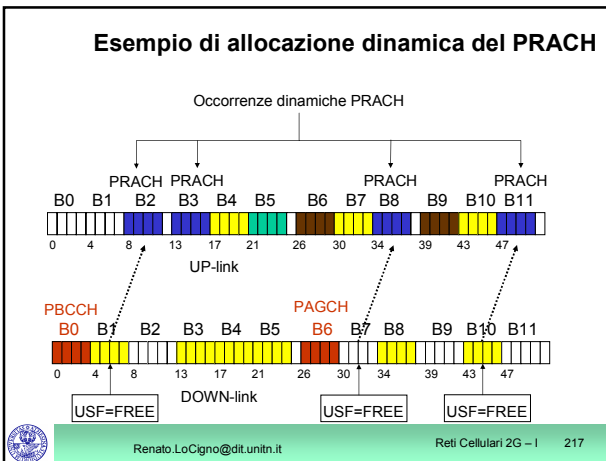 Esempio di allocazione dinamica del PRACH
Occorrenze dinamiche PRACH
PRACH PRACH PRACH PRACH
B0 B1 B2 B3 B4 B5 B6 B7 B8 B9 B10 B11
0 4 8 13 17 21 26 30 34 39 43 47
UP-link
PBCCH PAGCH
B0 B1 B2 B3 B4 B5 B6 B7 B8 B9 B10 B11
0 4 8 13 17 21 26 30 34 39 43 47
DOWN-link
USF=FREE USF=FREE USF=FREE
Renato.LoCigno@dit.unitn.it Reti Cellulari 2G – I 217